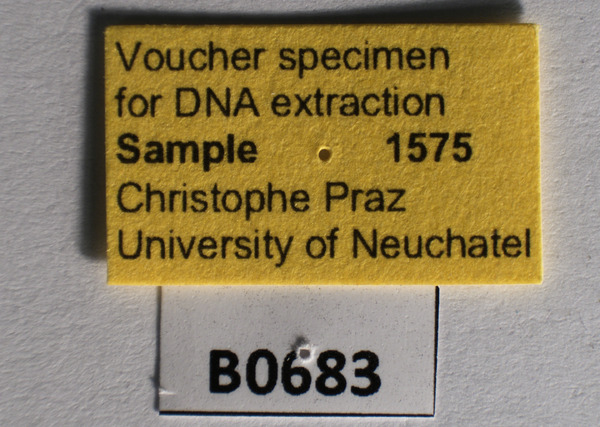 Voucher specimen
for DNA extraction
Sample 1575
Christophe Praz
University of Neuchatel
B0683